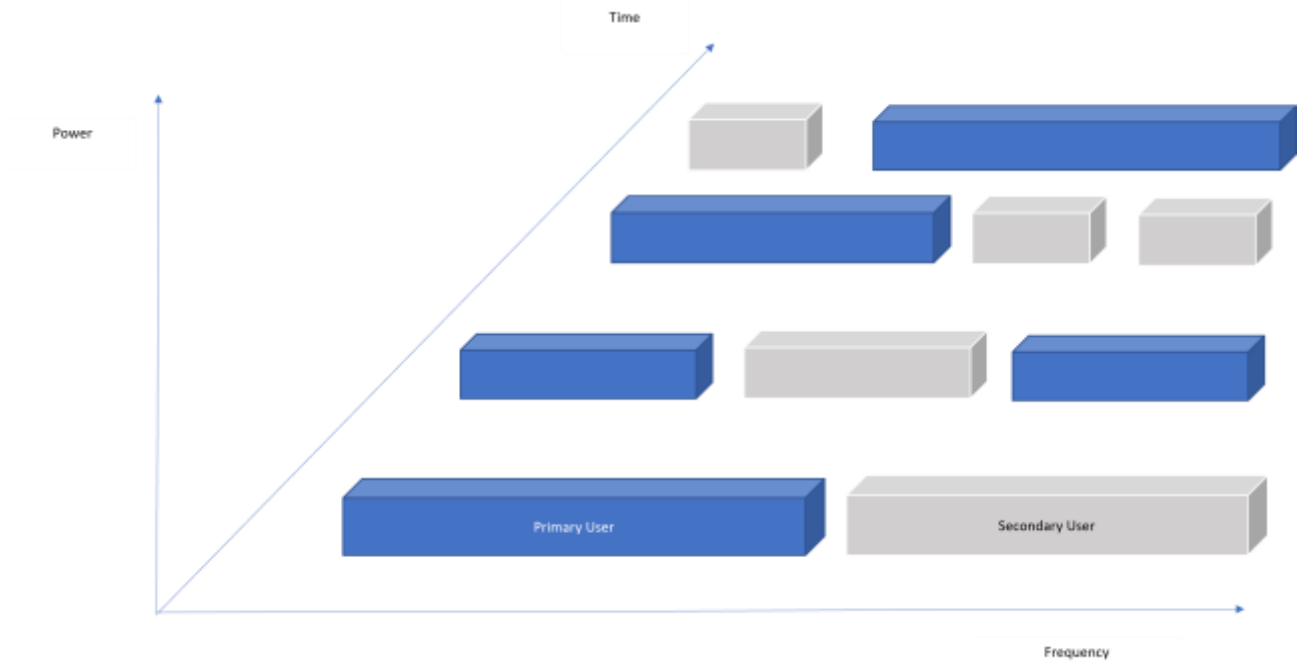 Time
Power
Primary User
Secondary User
Frequency